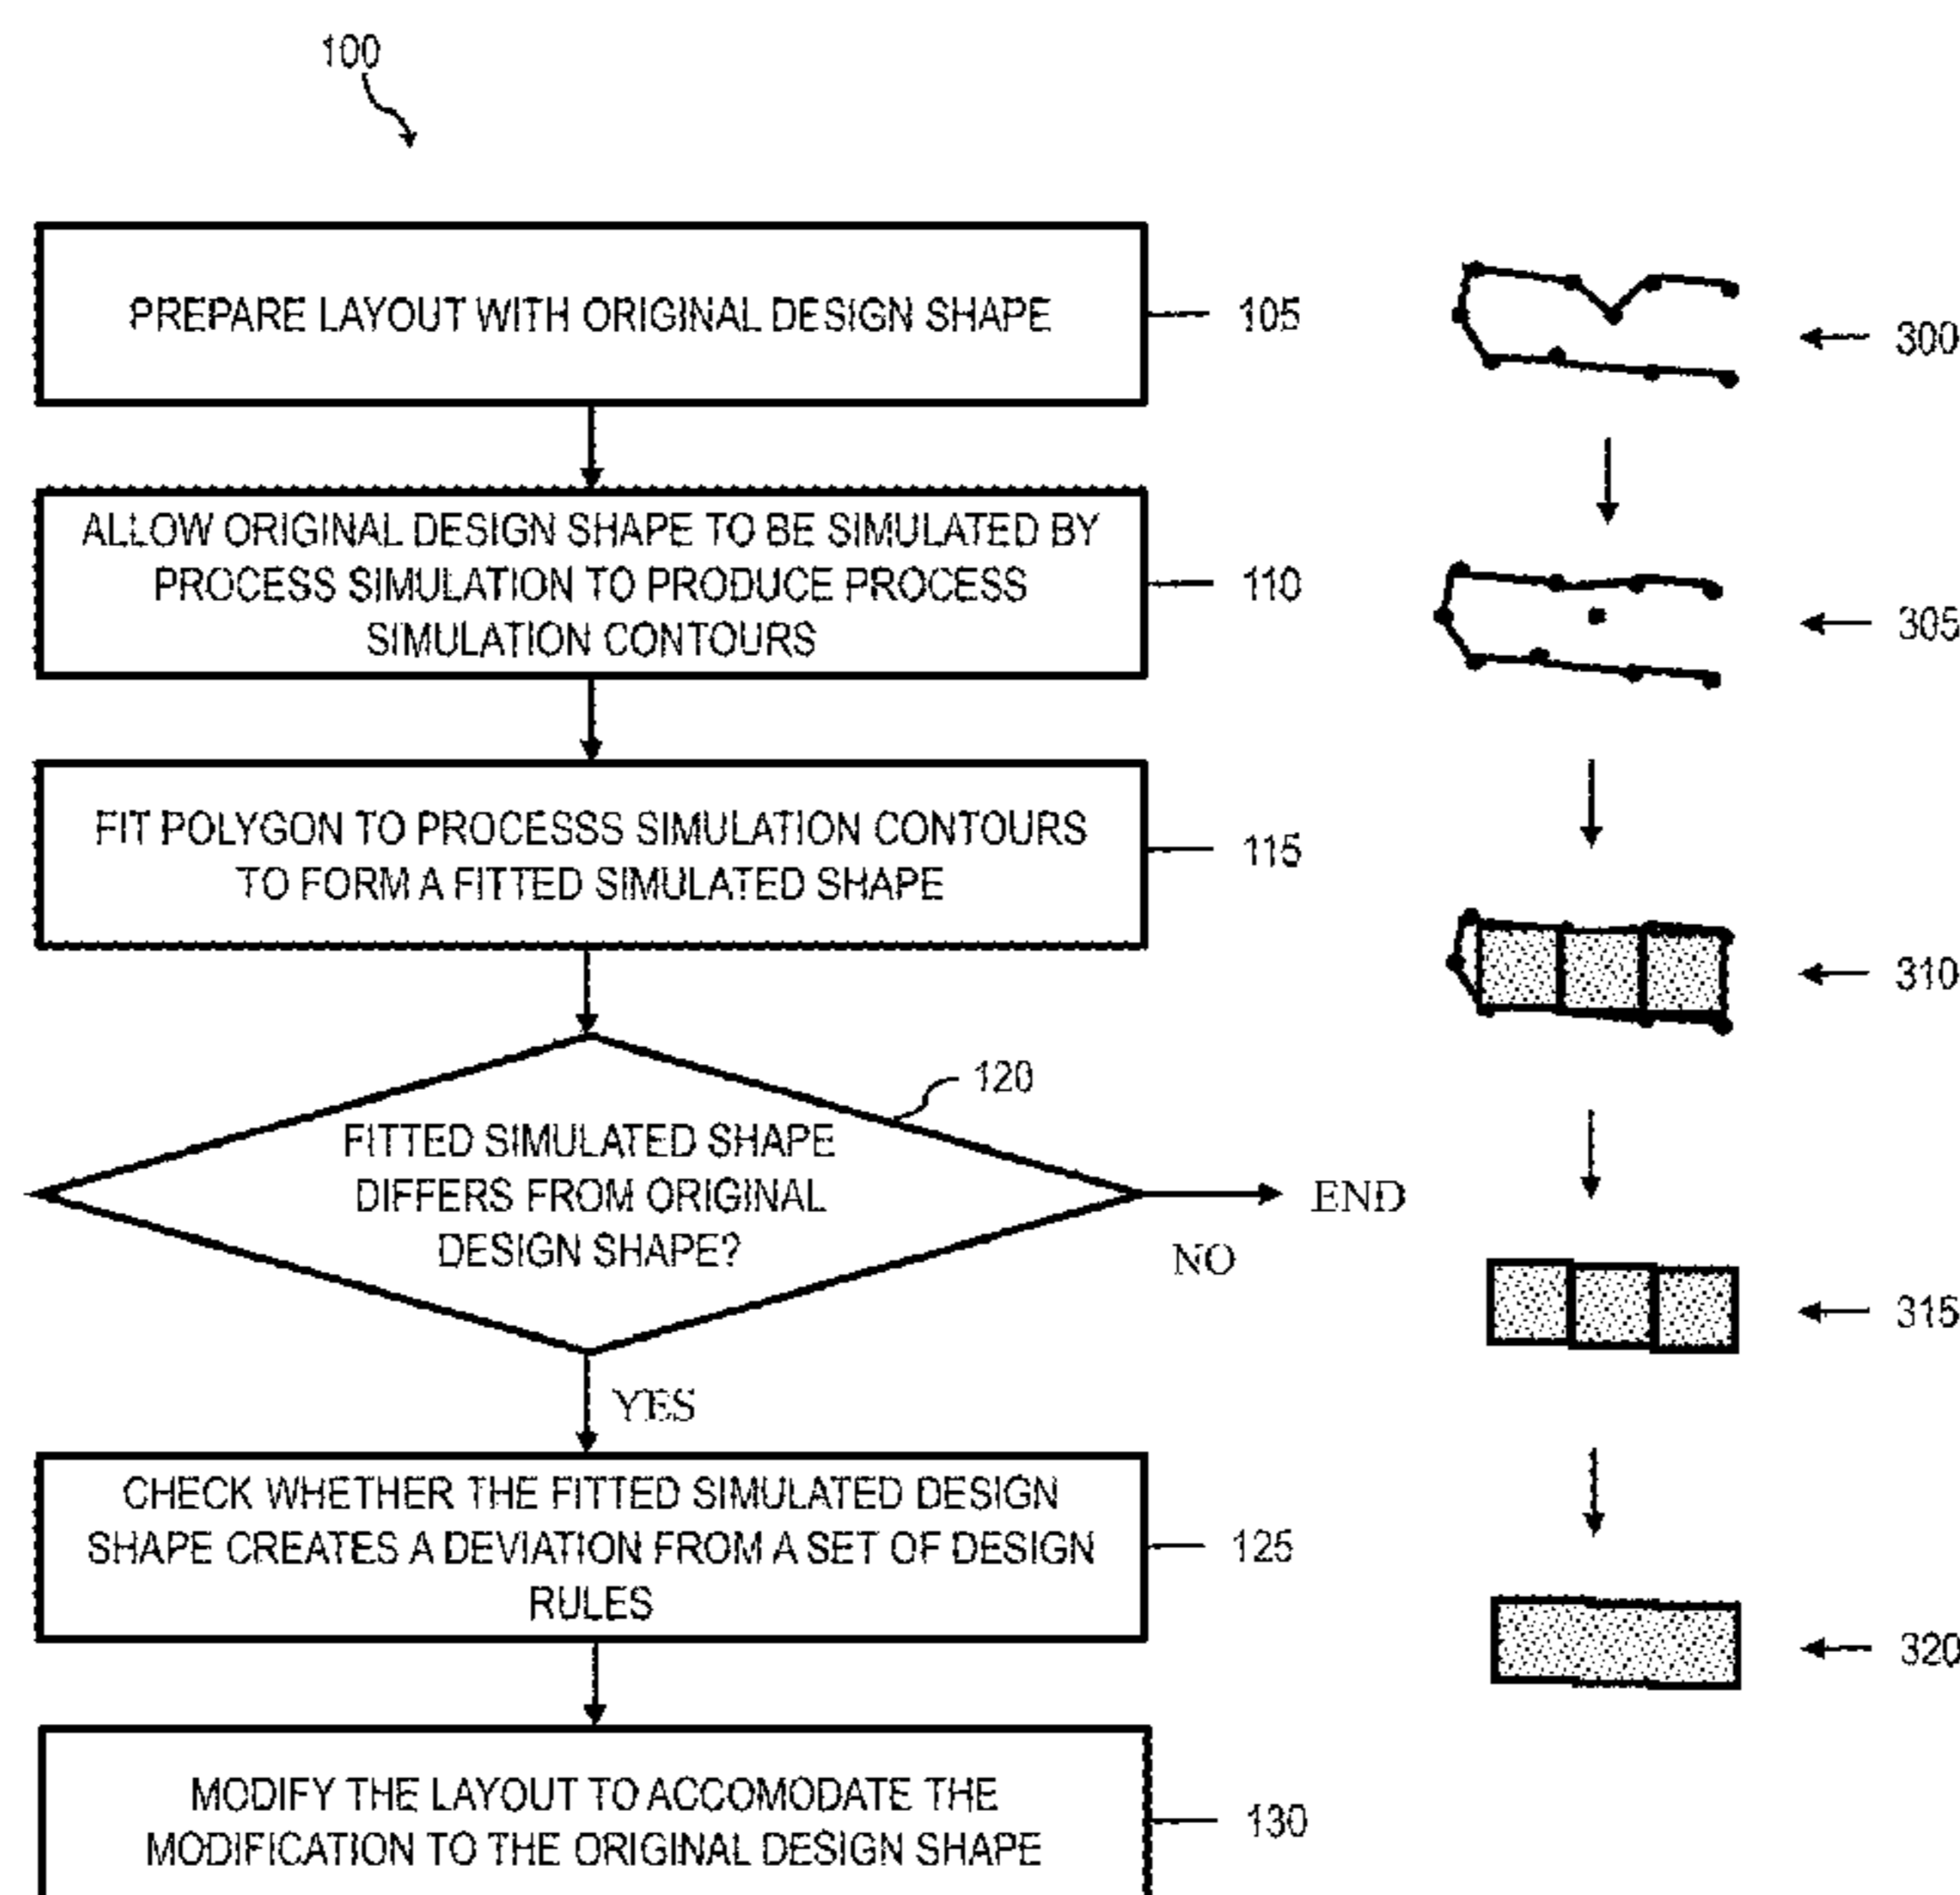 100
PREPARE LAYOUT WITH ORIGINAL DESIGN SHAPE
105
300
ALLOW ORIGINAL DESIGN SHAPE TO BE SIMULATED BY
PROCESS SIMULATION TO PRODUCE PROCESS
SIMULATION CONTOURS
110
305
FIT POLYGON TO PROCESSS SIMULATION CONTOURS
TO FORM A FITTED SIMULATED SHAPE
115
310
120
FITTED SIMULATED SHAPE
DIFFERS FROM ORIGINAL
DESIGN SHAPE?
END
NO
315
YES
CHECK WHETHER THE FITTED SIMULATED DESIGN
SHAPE CREATES A DEVIATION FROM A SET OF DESIGN
RULES
125
320
MODIFY THE LAYOUT TO ACCOMODATE THE
MODIFICATION TO THE ORIGINAL DESIGN SHAPE
130